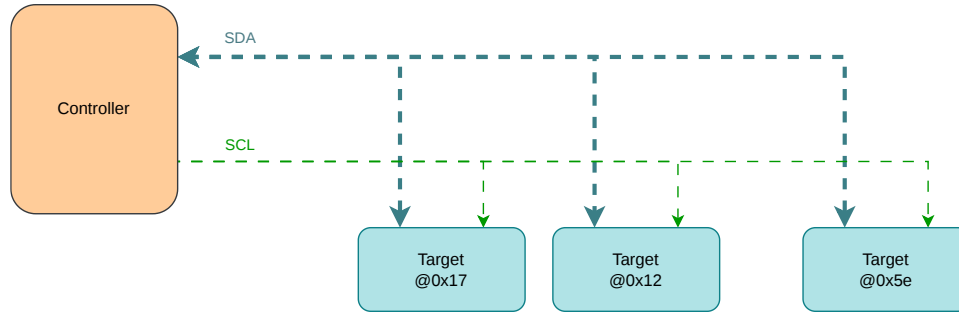 SDA
Controller
SCL
Target
@0x17
Target
@0x12
Target
@0x5e